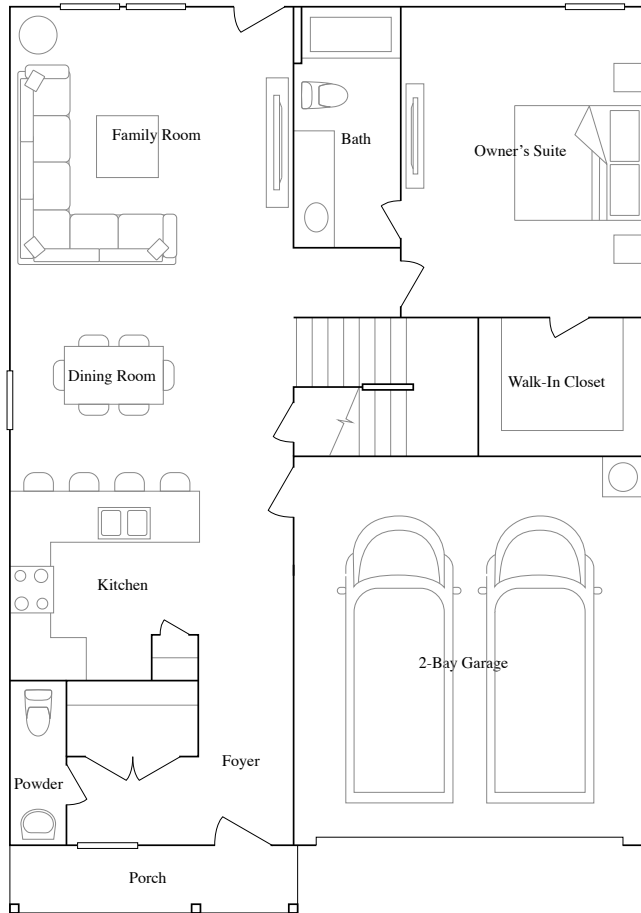 Family Room
Bath
Owner's Suite
Dining Room
Walk-In Closet
Kitchen
2-Bay Garage
Foyer
Powder
Porch